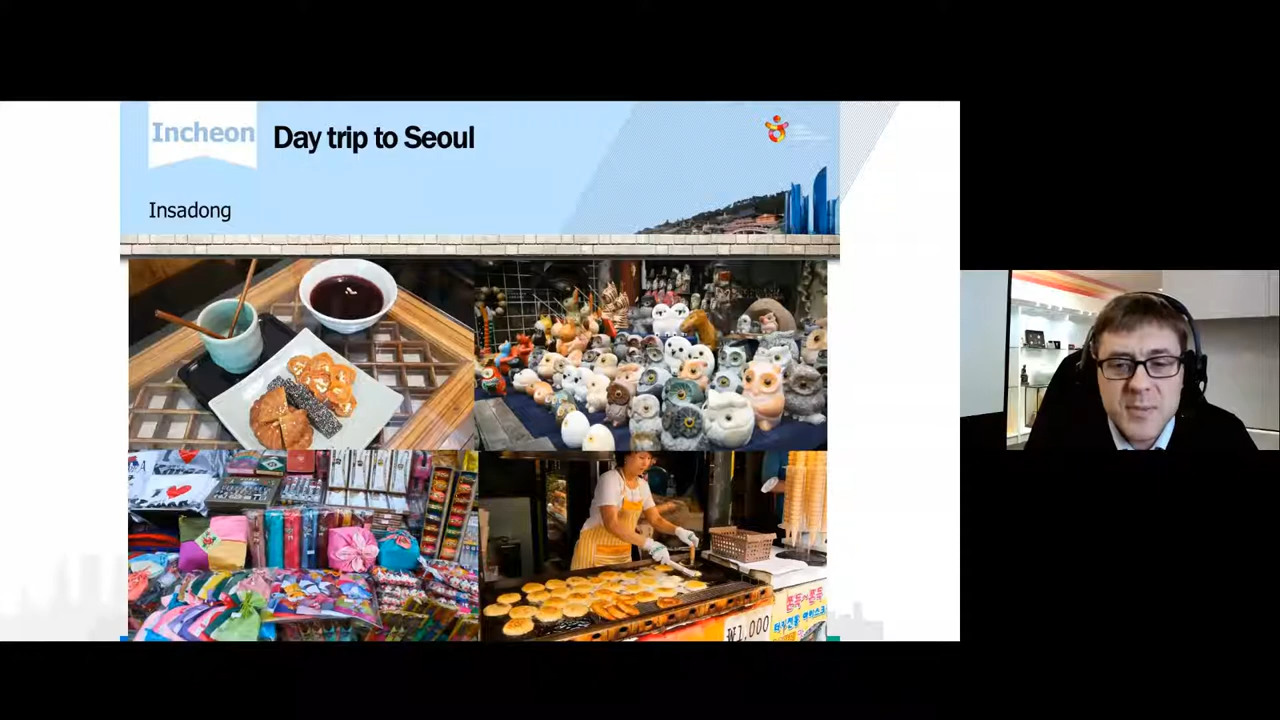 Incheon
Day trip to Seoul
Insadong
₩1,000